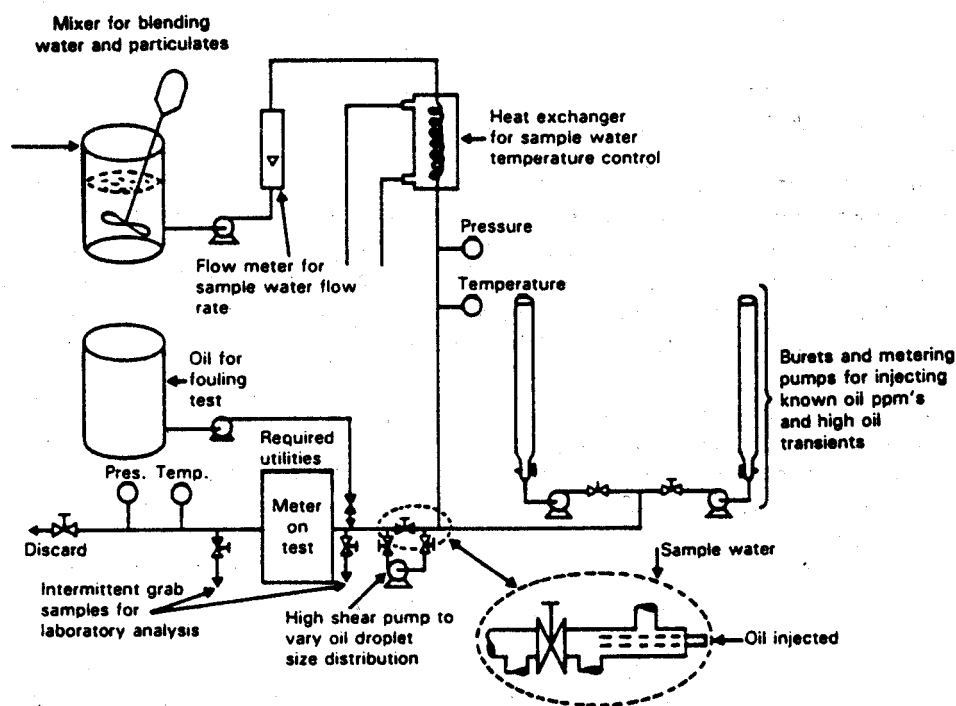 Mixer for blending
water and particulates
Heat exchanger
for sample water
temperature control
Pressure
Flow meter for
sample water flow
rate
Temperature
Burets and metering
pumps for injecting
known oil ppm's
and high oil
transients
Oil for
fouling
test
Required
utilities
Pres. Temp.
Meter
on
test
Discard
Sample water
Intermittent grab
samples for
laboratory analysis
High shear pump to
vary oil droplet
size distribution
Oil injected